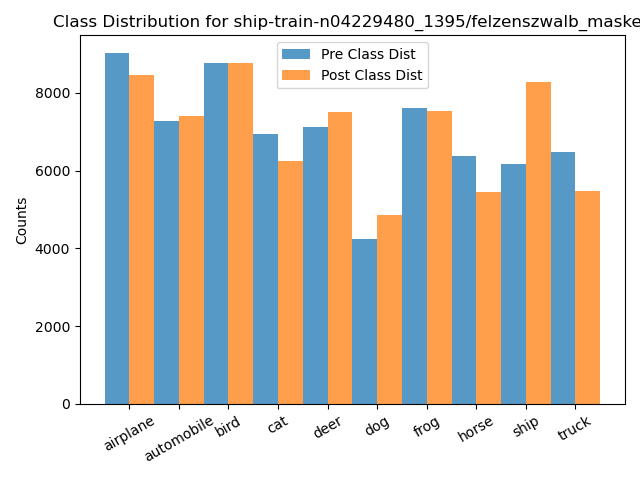 Class Distribution for ship-train-n04229480_1395/felzenszwalb_maske
Pre Class Dist
Post Class Dist
Counts
8000
6000
4000
2000
0
airplane
automobile
bird
cat
deer
dog
frog
horse
ship
truck